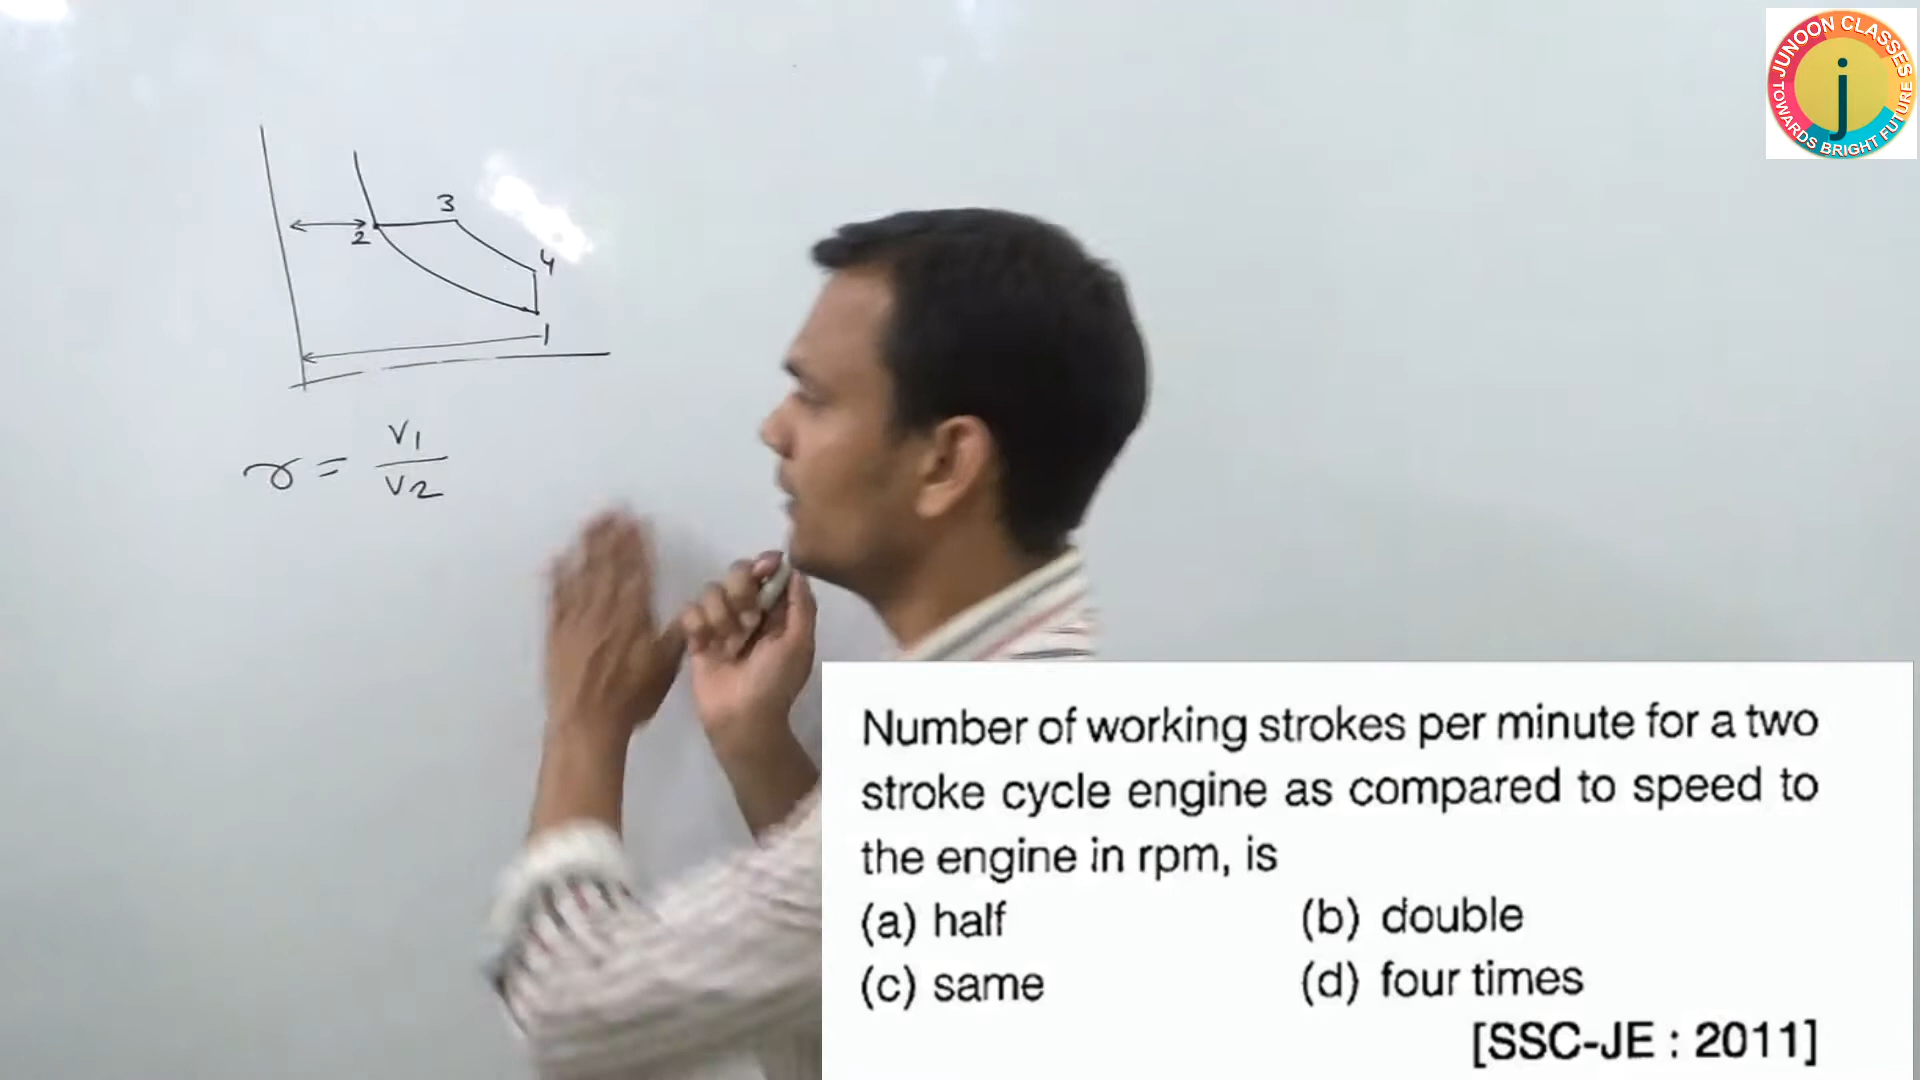 JUNOON CLASSES
j
TOWARDS BRIGHT FUTURE
3
2
4
1
r = V1
V2
Number of working strokes per minute for a two
stroke cycle engine as compared to speed to
the engine in rpm, is
(a) half (b) double
(c) same (d) four times
[SSC-JE : 2011]